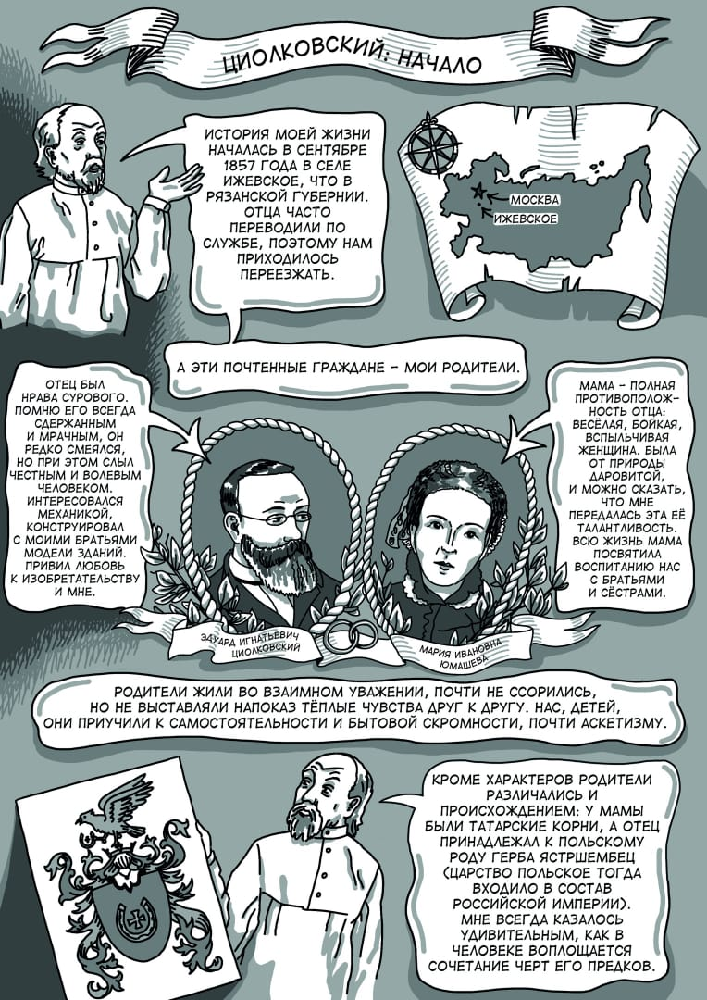 ЦИОЛКОВСКИЙ: НАЧАЛО
ИСТОРИЯ МОЕЙ ЖИЗНИ
НАЧАЛАСЬ В СЕНТЯБРЕ
1857 ГОДА В СЕЛЕ
ИЖЕВСКОЕ, ЧТО В
РЯЗАНСКОЙ ГУБЕРНИИ.
ОТЦА ЧАСТО
ПЕРЕВОДИЛИ ПО
СЛУЖБЕ, ПОЭТОМУ НАМ
ПРИХОДИЛОСЬ
ПЕРЕЕЗЖАТЬ.
МОСКВА
ИЖЕВСКОЕ
А ЭТИ ПОЧТЕННЫЕ ГРАЖДАНЕ – МОИ РОДИТЕЛИ.
ОТЕЦ БЫЛ
НРАВА СУРОВОГО.
ПОМНЮ ЕГО ВСЕГДА
СДЕРЖАННЫМ
И МРАЧНЫМ, ОН
РЕДКО СМЕЯЛСЯ,
НО ПРИ ЭТОМ СЛЫЛ
ЧЕСТНЫМ И ВОЛЕВЫМ
ЧЕЛОВЕКОМ.
ИНТЕРЕСОВАЛСЯ
МЕХАНИКОЙ,
КОНСТРУИРОВАЛ
С МОИМИ БРАТЬЯМИ
МОДЕЛИ ЗДАНИЙ.
ПРИВИЛ ЛЮБОВЬ
К ИЗОБРЕТАТЕЛЬСТВУ
И МНЕ.
МАМА – ПОЛНАЯ
ПРОТИВОПОЛОЖ-
НОСТЬ ОТЦА:
ВЕСЁЛАЯ, БОЙКАЯ,
ВСПЫЛЬЧИВАЯ
ЖЕНЩИНА. БЫЛА
ОТ ПРИРОДЫ
ДАРОВИТОЙ,
И МОЖНО СКАЗАТЬ,
ЧТО МНЕ
ПЕРЕДАЛАСЬ ЭТА ЕЁ
ТАЛАНТЛИВОСТЬ.
ВСЮ ЖИЗНЬ МАМА
ПОСВЯТИЛА
ВОСПИТАНИЮ НАС
С БРАТЬЯМИ
И СЁСТРАМИ.
ЭДУАРД ИГНАТЬЕВИЧ
ЦИОЛКОВСКИЙ
МАРИЯ ИВАНОВНА
ЮМАШЕВА
РОДИТЕЛИ ЖИЛИ ВО ВЗАИМНОМ УВАЖЕНИИ, ПОЧТИ НЕ ССОРИЛИСЬ,
НО НЕ ВЫСТАВЛЯЛИ НАПОКАЗ ТЁПЛЫЕ ЧУВСТВА ДРУГ К ДРУГУ. НАС, ДЕТЕЙ,
ОНИ ПРИУЧИЛИ К САМОСТОЯТЕЛЬНОСТИ И БЫТОВОЙ СКРОМНОСТИ, ПОЧТИ АСКЕТИЗМУ.
КРОМЕ ХАРАКТЕРОВ РОДИТЕЛИ
РАЗЛИЧАЛИСЬ И
ПРОИСХОЖДЕНИЕМ: У МАМЫ
БЫЛИ ТАТАРСКИЕ КОРНИ, А ОТЕЦ
ПРИНАДЛЕЖАЛ К ПОЛЬСКОМУ
РОДУ ГЕРБА ЯСТРШЕМБЕЦ
(ЦАРСТВО ПОЛЬСКОЕ ТОГДА
ВХОДИЛО В СОСТАВ
РОССИЙСКОЙ ИМПЕРИИ).
МНЕ ВСЕГДА КАЗАЛОСЬ
УДИВИТЕЛЬНЫМ, КАК В
ЧЕЛОВЕКЕ ВОПЛОЩАЕТСЯ
СОЧЕТАНИЕ ЧЕРТ ЕГО ПРЕДКОВ.